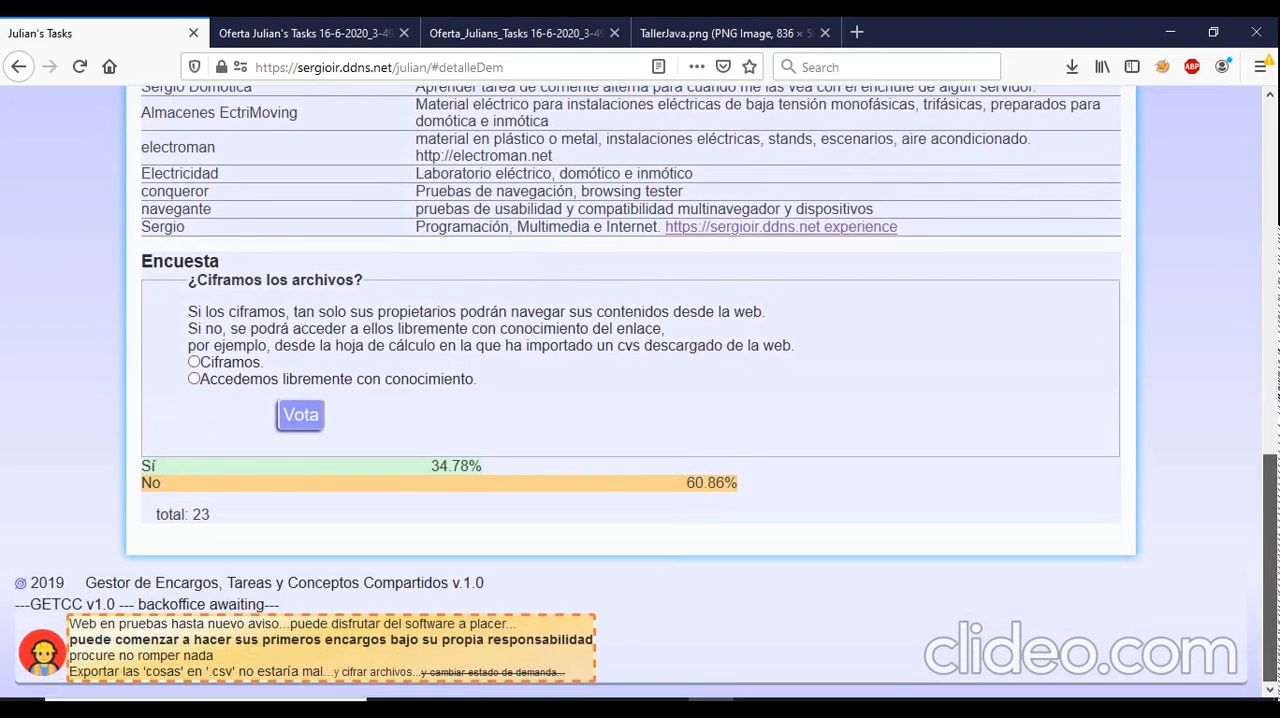 Julian's Tasks
Oferta Julian's Tasks 16-6-2020_3-49
Oferta_Julians_Tasks 16-6-2020_3-49
TallerJava.png (PNG Image, 836 ×
https://sergioir.ddns.net/julian/#detalleDem
Search
ABP
Sergio Domótica
Aprender tarea de corriente alterna para cuando me las vea con el enchufe de algún servidor.
Almacenes EctriMoving
Material eléctrico para instalaciones eléctricas de baja tensión monofásicas, trifásicas, preparados para
domótica e inmótica
electroman
material en plástico o metal, instalaciones eléctricas, stands, escenarios, aire acondicionado.
http://electroman.net
Electricidad
Laboratorio eléctrico, domótico e inmótico
conqueror
Pruebas de navegación, browsing tester
navegante
pruebas de usabilidad y compatibilidad multinavegador y dispositivos
Sergio
Programación, Multimedia e Internet. https://sergioir.ddns.net experience
Encuesta
¿Ciframos los archivos?
Si los ciframos, tan solo sus propietarios podrán navegar sus contenidos desde la web.
Si no, se podrá acceder a ellos libremente con conocimiento del enlace,
por ejemplo, desde la hoja de cálculo en la que ha importado un cvs descargado de la web.
Ciframos.
Accedemos libremente con conocimiento.
Vota
Sí 34.78%
No 60.86%
total: 23
2019 Gestor de Encargos, Tareas y Conceptos Compartidos v.1.0
---GETCC v1.0 --- backoffice awaiting---
Web en pruebas hasta nuevo aviso...puede disfrutar del software a placer...
puede comenzar a hacer sus primeros encargos bajo su propia responsabilidad
procure no romper nada
Exportar las 'cosas' en '.csv' no estaría mal...y cifrar archivos...y cambiar estado de demanda...
clideo.com